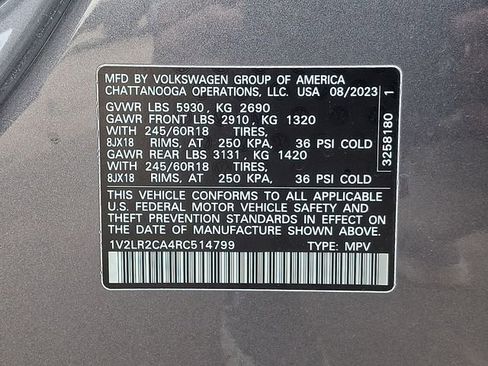 MFD BY VOLKSWAGEN GROUP OF AMERICA
CHATTANOOGA OPERATIONS, LLC. USA 08/2023
GVWR LBS 5930, KG 2690
GAWR FRONT LBS 2910, KG 1320
WITH 245/60R18 TIRES,
8JX18 RIMS, AT 250 KPA, 36 PSI COLD
GAWR REAR LBS 3131, KG 1420
WITH 245/60R18 TIRES,
8JX18 RIMS, AT 250 KPA, 36 PSI COLD
THIS VEHICLE CONFORMS TO ALL APPLICABLE
U.S. FEDERAL MOTOR VEHICLE SAFETY AND
THEFT PREVENTION STANDARDS IN EFFECT ON THE
DATE OF MANUFACTURE SHOWN ABOVE.
1V2LR2CA4RC514799 TYPE: MPV
3258180 1